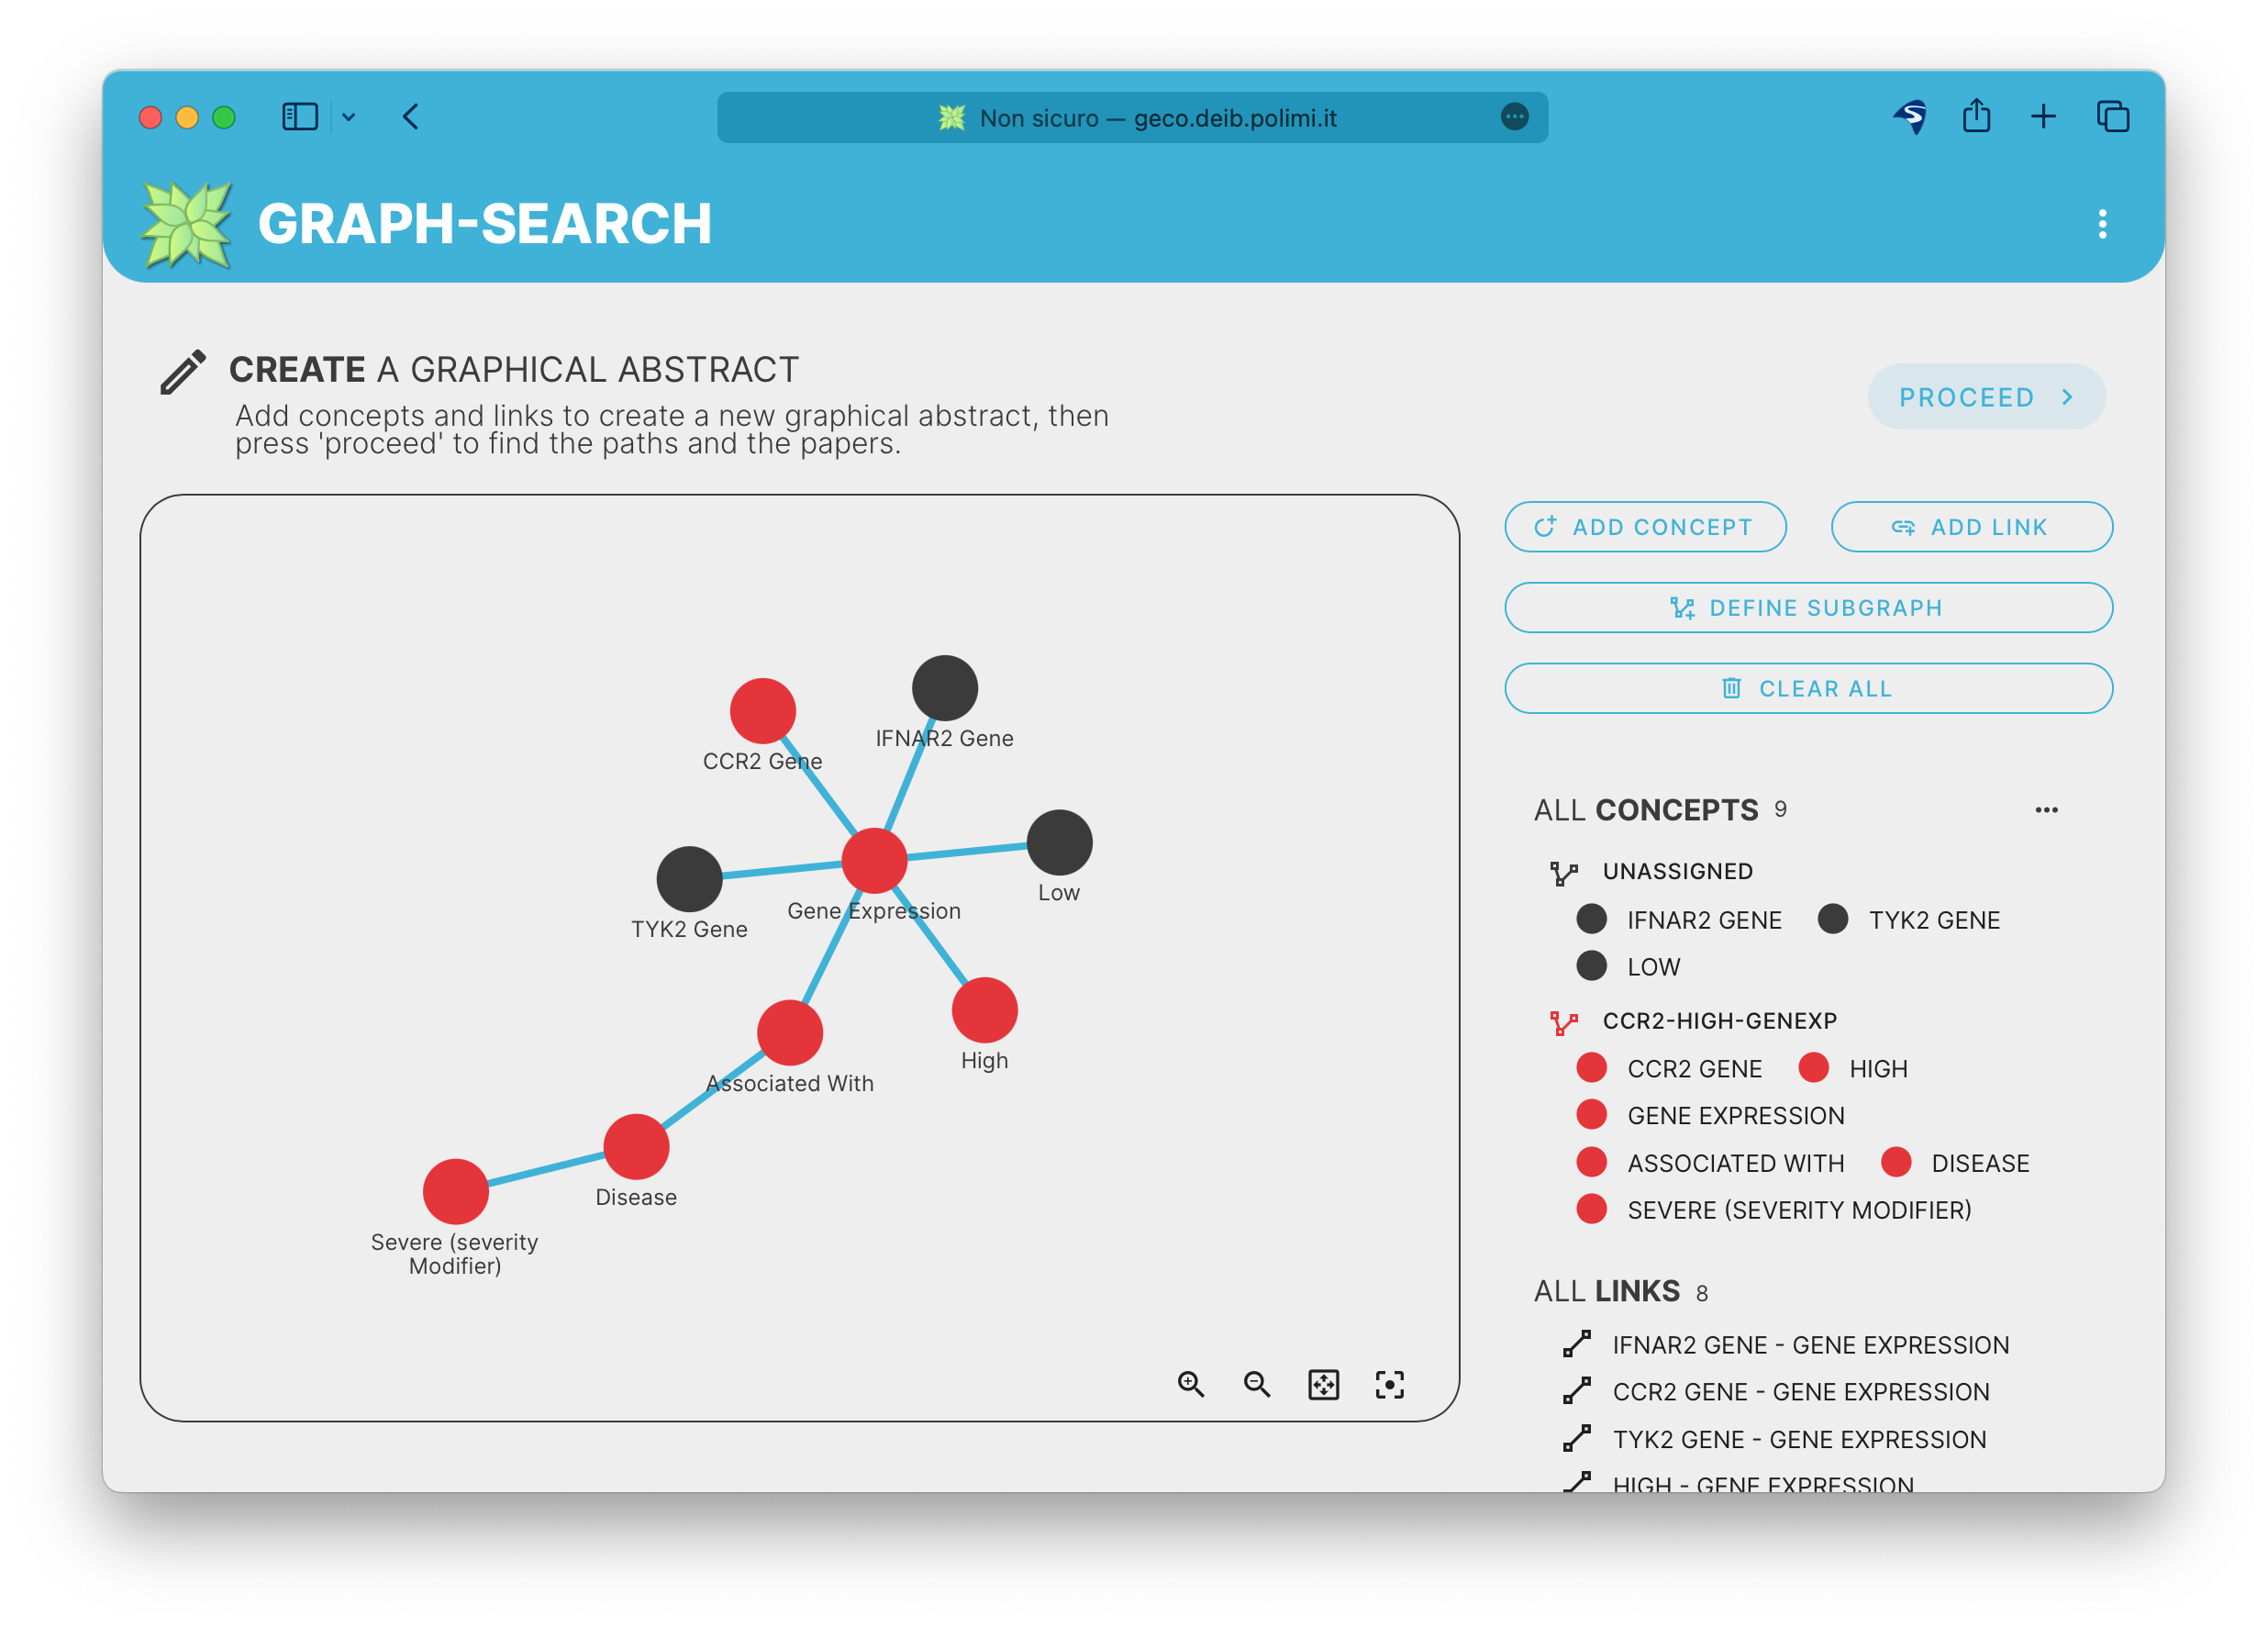 Non sicuro — geco.deib.polimi.it
GRAPH-SEARCH
CREATE A GRAPHICAL ABSTRACT
Add concepts and links to create a new graphical abstract, then
press 'proceed' to find the paths and the papers.
PROCEED
CCR2 Gene
IFNAR2 Gene
TYK2 Gene
Gene Expression
Low
High
Associated With
Disease
Severe (severity
Modifier)
ADD CONCEPT
ADD LINK
DEFINE SUBGRAPH
CLEAR ALL
ALL CONCEPTS 9
UNASSIGNED
IFNAR2 GENE
TYK2 GENE
LOW
CCR2-HIGH-GENEXP
CCR2 GENE
HIGH
GENE EXPRESSION
ASSOCIATED WITH
DISEASE
SEVERE (SEVERITY MODIFIER)
ALL LINKS 8
IFNAR2 GENE - GENE EXPRESSION
CCR2 GENE - GENE EXPRESSION
TYK2 GENE - GENE EXPRESSION
HIGH - GENE EXPRESSION